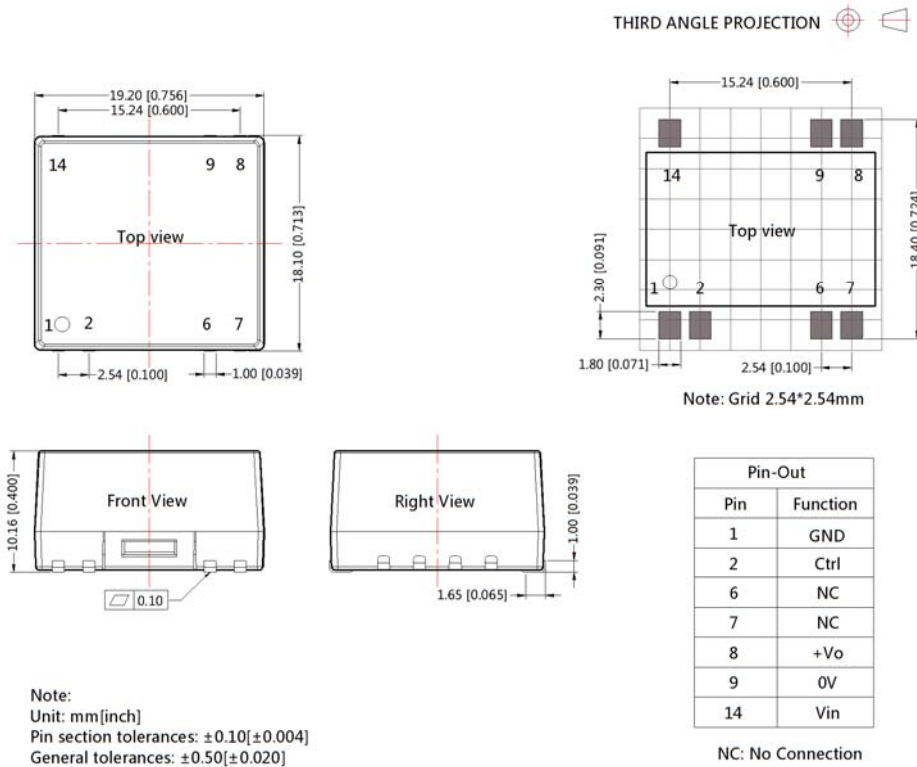 THIRD ANGLE PROJECTION
19.20 [0.756]
15.24 [0.600]
14 9 8
Top view
18.10 [0.713]
1 2 6 7
2.54 [0.100]
1.00 [0.039]
15.24 [0.600]
14 9 8
Top view
18.40 [0.724]
2.30 [0.091]
1 2 6 7
1.80 [0.071]
2.54 [0.100]
Note: Grid 2.54*2.54mm
10.16 [0.400]
Front View
0.10
Right View
1.00 [0.039]
1.65 [0.065]
Pin-Out
Pin Function
1 GND
2 Ctrl
6 NC
7 NC
8 +Vo
9 0V
14 Vin
NC: No Connection
Note:
Unit: mm[inch]
Pin section tolerances: ±0.10[±0.004]
General tolerances: ±0.50[±0.020]